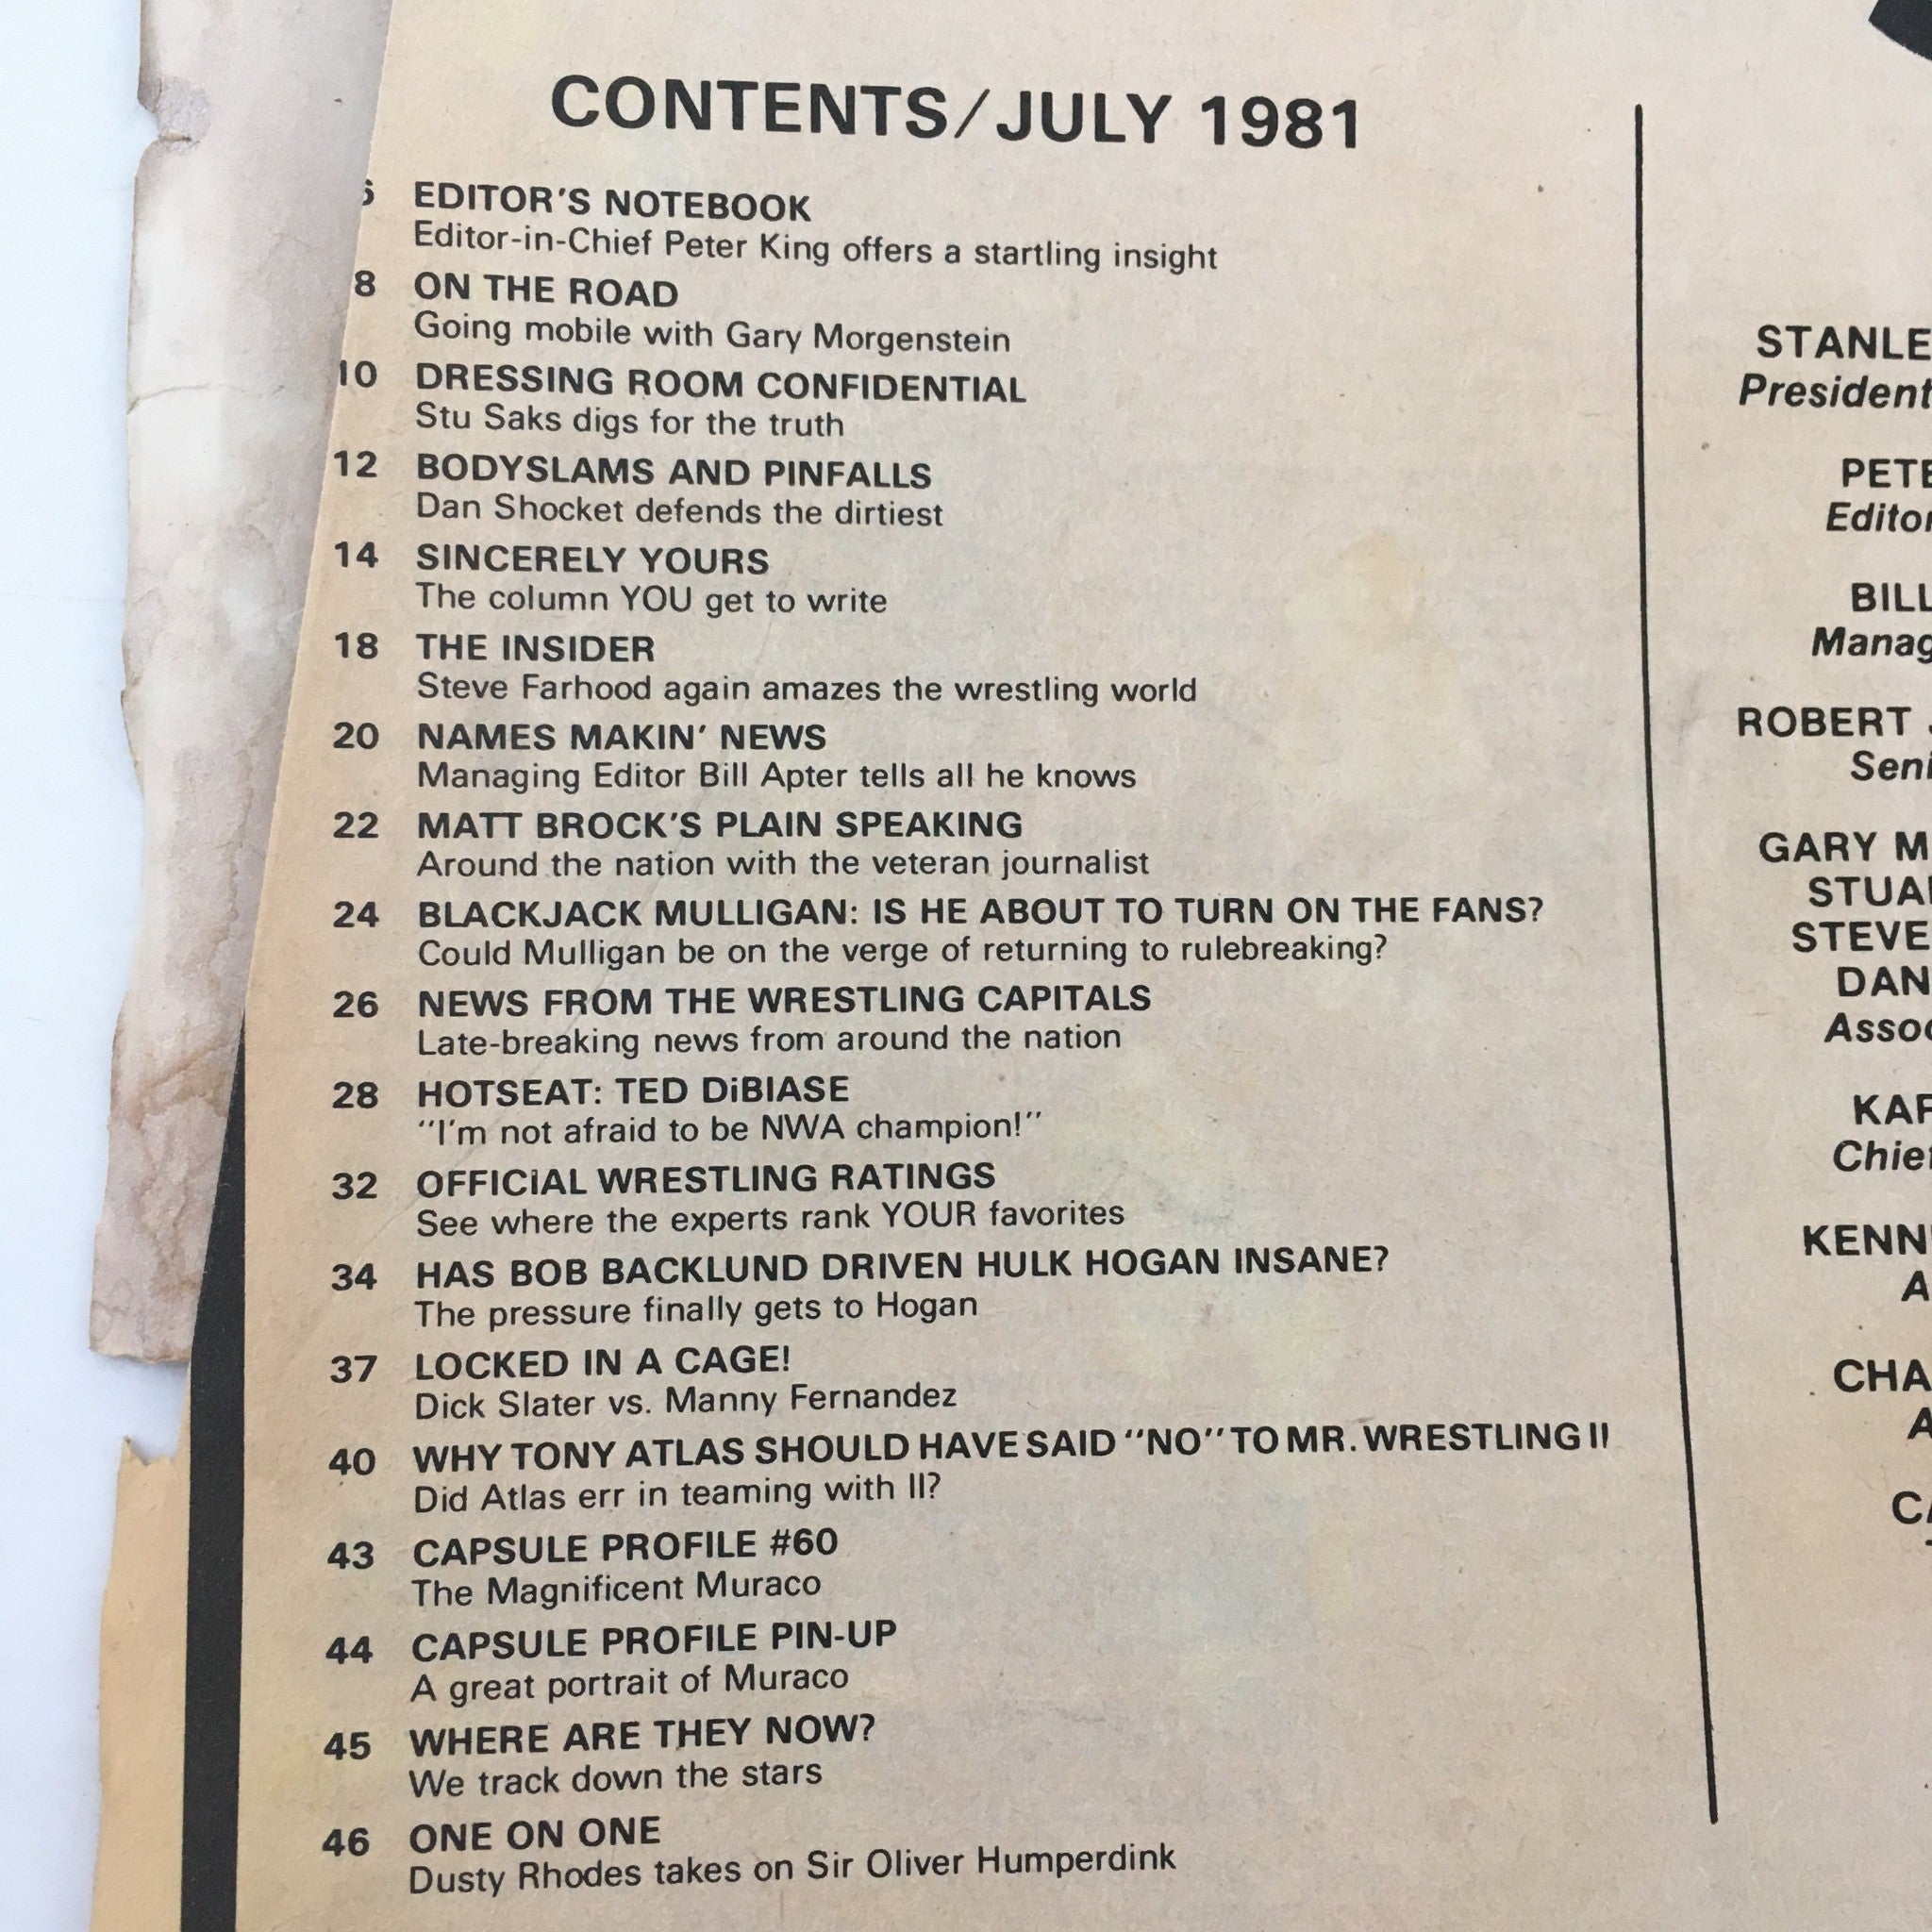 CONTENTS/JULY 1981
6 EDITOR'S NOTEBOOK
Editor-in-Chief Peter King offers a startling insight
8 ON THE ROAD
Going mobile with Gary Morgenstein
10 DRESSING ROOM CONFIDENTIAL
Stu Saks digs for the truth
12 BODYSLAMS AND PINFALLS
Dan Shocket defends the dirtiest
14 SINCERELY YOURS
The column YOU get to write
18 THE INSIDER
Steve Farhood again amazes the wrestling world
20 NAMES MAKIN' NEWS
Managing Editor Bill Apter tells all he knows
22 MATT BROCK'S PLAIN SPEAKING
Around the nation with the veteran journalist
24 BLACKJACK MULLIGAN: IS HE ABOUT TO TURN ON THE FANS?
Could Mulligan be on the verge of returning to rulebreaking?
26 NEWS FROM THE WRESTLING CAPITALS
Late-breaking news from around the nation
28 HOTSEAT: TED DiBIASE
"I'm not afraid to be NWA champion!"
32 OFFICIAL WRESTLING RATINGS
See where the experts rank YOUR favorites
34 HAS BOB BACKLUND DRIVEN HULK HOGAN INSANE?
The pressure finally gets to Hogan
37 LOCKED IN A CAGE!
Dick Slater vs. Manny Fernandez
40 WHY TONY ATLAS SHOULD HAVE SAID "NO" TO MR. WRESTLING II
Did Atlas err in teaming with II?
43 CAPSULE PROFILE #60
The Magnificent Muraco
44 CAPSULE PROFILE PIN-UP
A great portrait of Muraco
45 WHERE ARE THEY NOW?
We track down the stars
46 ONE ON ONE
Dusty Rhodes takes on Sir Oliver Humperdink
STANLE
President
PETE
Editor
BILL
Manag
ROBERT
Seni
GARY M
STUA
STEVE
DAN
Assoc
KAR
Chief
KENN
A
CHA
A
CA